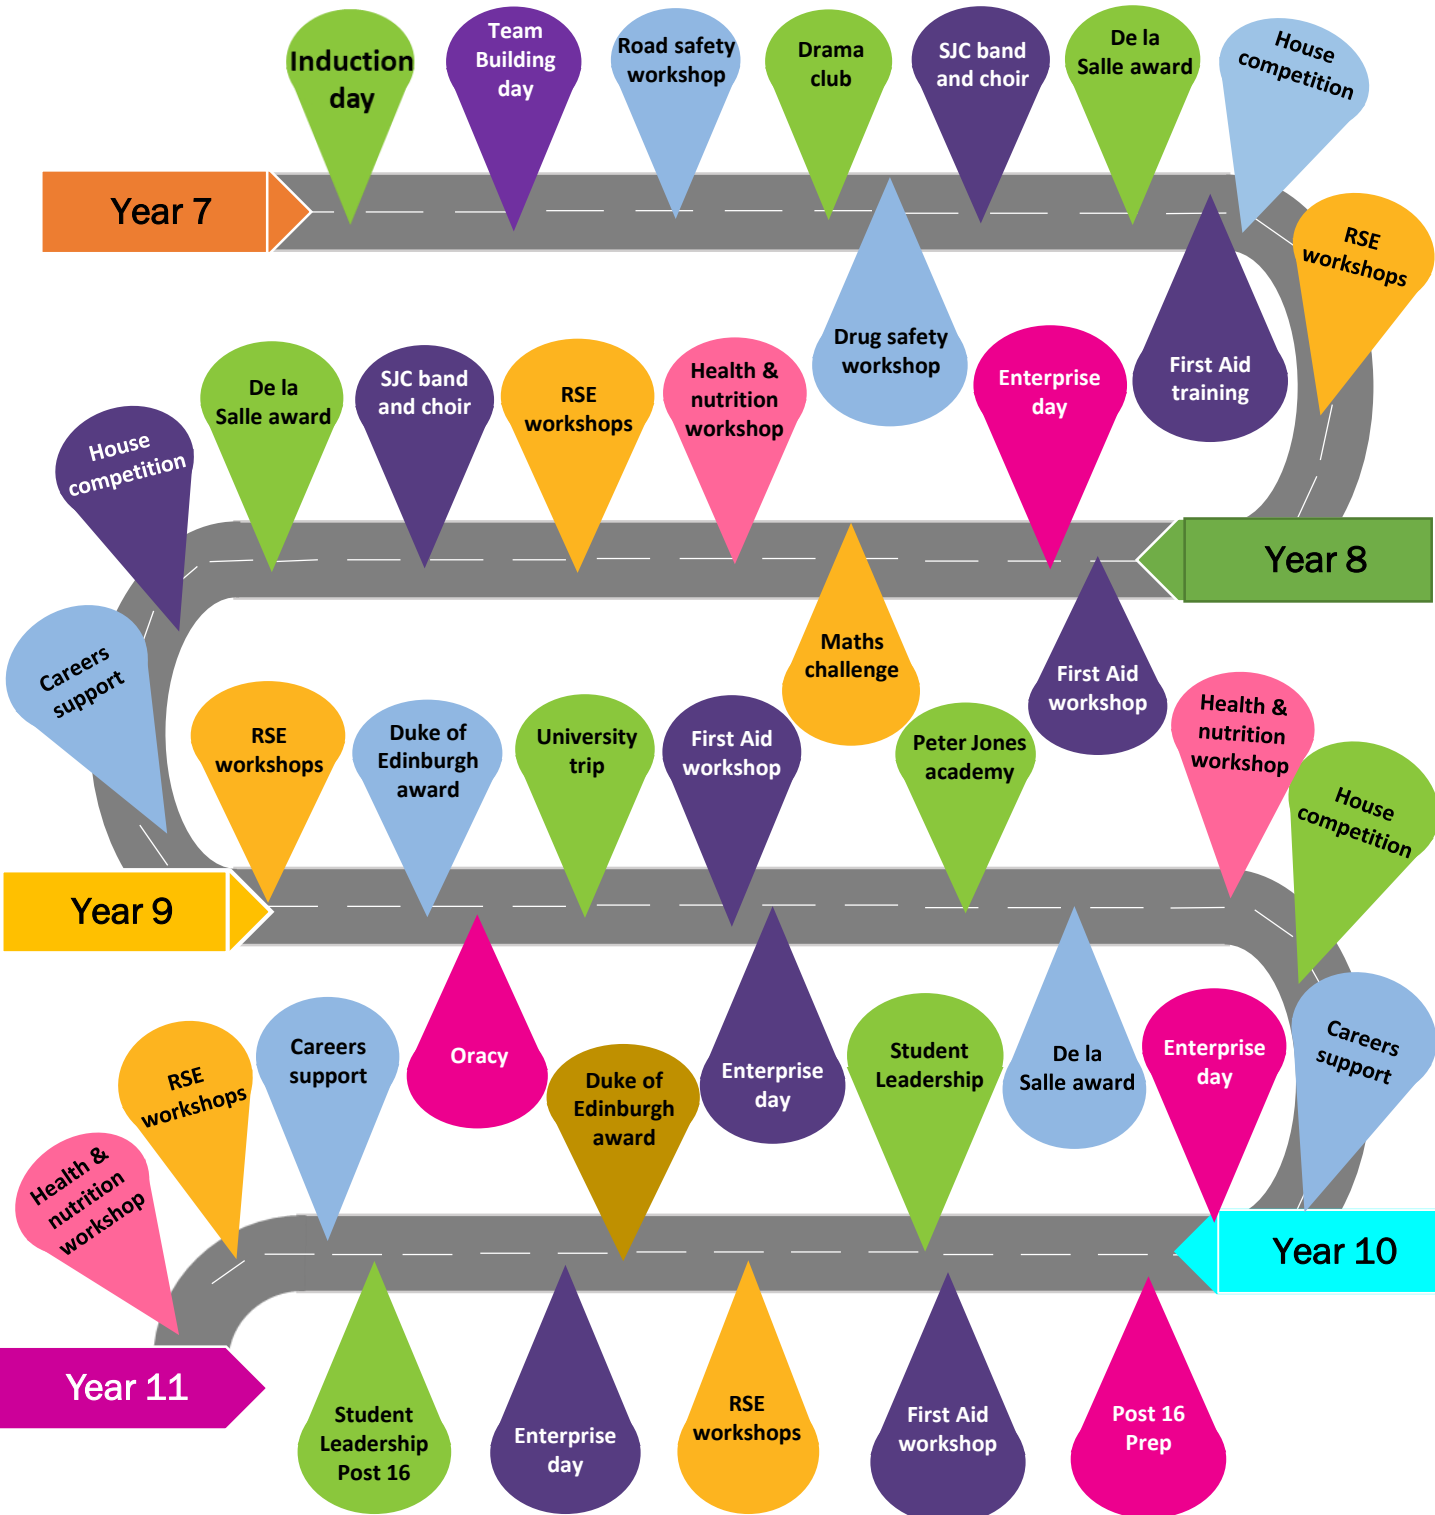 Induction
day
Team
Building
day
Road safety
workshop
Drama
club
SJC band
and choir
De la
Salle award
House
competition
Year 7
RSE
workshops
Drug safety
workshop
First Aid
training
Enterprise
day
Health &
nutrition
workshop
RSE
workshops
SJC band
and choir
De la
Salle award
House
competition
Year 8
Maths
challenge
First Aid
workshop
Careers
support
RSE
workshops
Duke of
Edinburgh
award
University
trip
First Aid
workshop
Peter Jones
academy
Health &
nutrition
workshop
House
competition
Year 9
Oracy
Enterprise
day
De la
Salle award
Careers
support
Enterprise
day
Student
Leadership
Duke of
Edinburgh
award
Careers
support
RSE
workshops
Health &
nutrition
workshop
Year 10
Year 11
Student
Leadership
Post 16
Enterprise
day
RSE
workshops
First Aid
workshop
Post 16
Prep